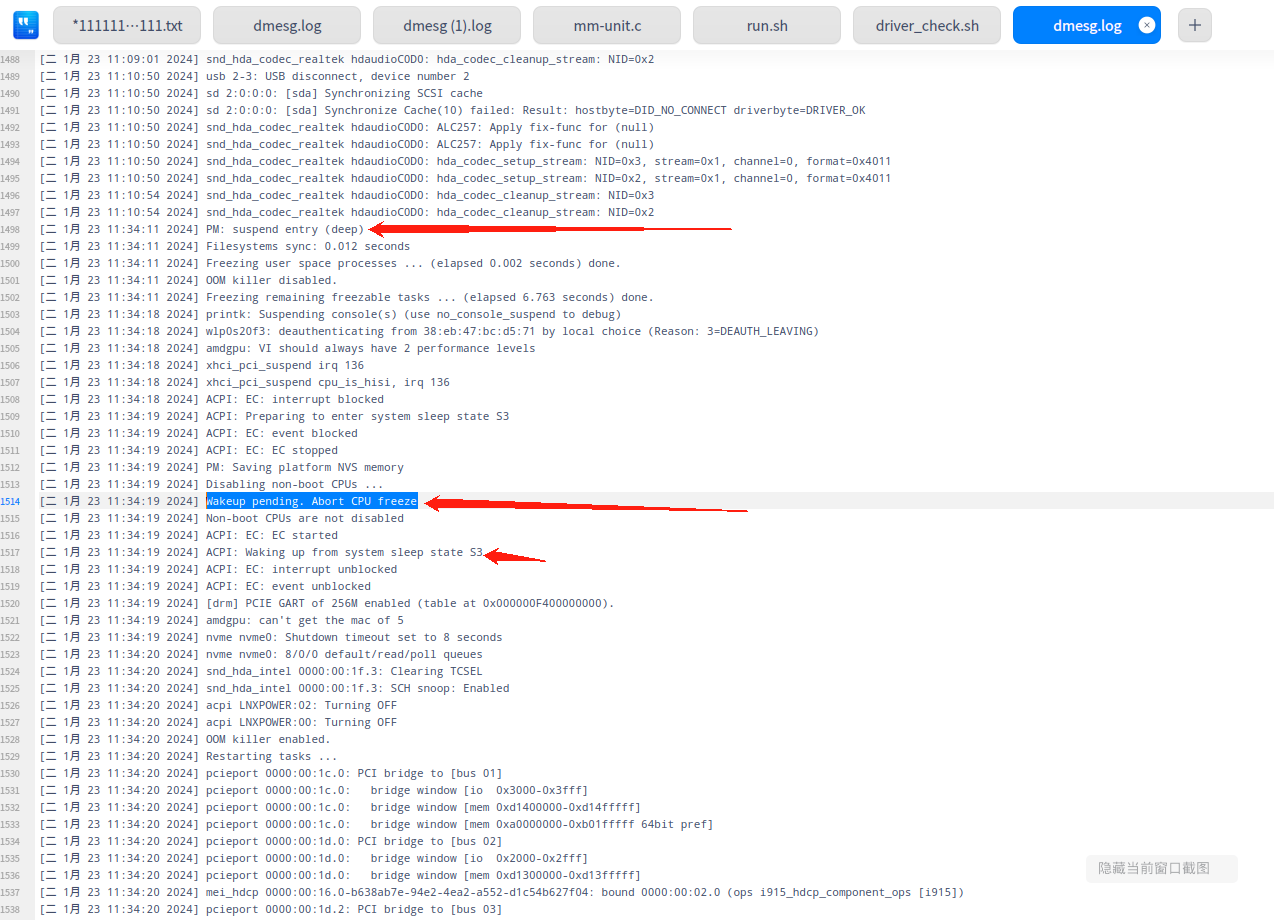 *111111···111.txt
dmesg.log
dmesg (1).log
mm-unit.c
run.sh
driver_check.sh
dmesg.log
1488 [二 1月 23 11:09:01 2024] snd_hda_codec_realtek hdaudioC0D0: hda_codec_cleanup_stream: NID=0x2
1489 [二 1月 23 11:10:50 2024] usb 2-3: USB disconnect, device number 2
1490 [二 1月 23 11:10:50 2024] sd 2:0:0:0: [sda] Synchronizing SCSI cache
1491 [二 1月 23 11:10:50 2024] sd 2:0:0:0: [sda] Synchronize Cache(10) failed: Result: hostbyte=DID_NO_CONNECT driverbyte=DRIVER_OK
1492 [二 1月 23 11:10:50 2024] snd_hda_codec_realtek hdaudioC0D0: ALC257: Apply fix-func for (null)
1493 [二 1月 23 11:10:50 2024] snd_hda_codec_realtek hdaudioC0D0: ALC257: Apply fix-func for (null)
1494 [二 1月 23 11:10:50 2024] snd_hda_codec_realtek hdaudioC0D0: hda_codec_setup_stream: NID=0x3, stream=0x1, channel=0, format=0x4011
1495 [二 1月 23 11:10:50 2024] snd_hda_codec_realtek hdaudioC0D0: hda_codec_setup_stream: NID=0x2, stream=0x1, channel=0, format=0x4011
1496 [二 1月 23 11:10:54 2024] snd_hda_codec_realtek hdaudioC0D0: hda_codec_cleanup_stream: NID=0x3
1497 [二 1月 23 11:10:54 2024] snd_hda_codec_realtek hdaudioC0D0: hda_codec_cleanup_stream: NID=0x2
1498 [二 1月 23 11:34:11 2024] PM: suspend entry (deep)
1499 [二 1月 23 11:34:11 2024] Filesystems sync: 0.012 seconds
1500 [二 1月 23 11:34:11 2024] Freezing user space processes ... (elapsed 0.002 seconds) done.
1501 [二 1月 23 11:34:11 2024] OOM killer disabled.
1502 [二 1月 23 11:34:11 2024] Freezing remaining freezable tasks ... (elapsed 6.763 seconds) done.
1503 [二 1月 23 11:34:18 2024] printk: Suspending console(s) (use no_console_suspend to debug)
1504 [二 1月 23 11:34:18 2024] wlp0s20f3: deauthenticating from 38:eb:47:bc:d5:71 by local choice (Reason: 3=DEAUTH_LEAVING)
1505 [二 1月 23 11:34:18 2024] amdgpu: VI should always have 2 performance levels
1506 [二 1月 23 11:34:18 2024] xhci_pci_suspend irq 136
1507 [二 1月 23 11:34:18 2024] xhci_pci_suspend cpu_is_hisi, irq 136
1508 [二 1月 23 11:34:18 2024] ACPI: EC: interrupt blocked
1509 [二 1月 23 11:34:19 2024] ACPI: Preparing to enter system sleep state S3
1510 [二 1月 23 11:34:19 2024] ACPI: EC: event blocked
1511 [二 1月 23 11:34:19 2024] ACPI: EC: EC stopped
1512 [二 1月 23 11:34:19 2024] PM: Saving platform NVS memory
1513 [二 1月 23 11:34:19 2024] Disabling non-boot CPUs ...
1514 [二 1月 23 11:34:19 2024] Wakeup pending. Abort CPU freeze
1515 [二 1月 23 11:34:19 2024] Non-boot CPUs are not disabled
1516 [二 1月 23 11:34:19 2024] ACPI: EC: EC started
1517 [二 1月 23 11:34:19 2024] ACPI: Waking up from system sleep state S3
1518 [二 1月 23 11:34:19 2024] ACPI: EC: interrupt unblocked
1519 [二 1月 23 11:34:19 2024] ACPI: EC: event unblocked
1520 [二 1月 23 11:34:19 2024] [drm] PCIE GART of 256M enabled (table at 0x000000F400000000).
1521 [二 1月 23 11:34:19 2024] amdgpu: can't get the mac of 5
1522 [二 1月 23 11:34:19 2024] nvme nvme0: Shutdown timeout set to 8 seconds
1523 [二 1月 23 11:34:20 2024] nvme nvme0: 8/0/0 default/read/poll queues
1524 [二 1月 23 11:34:20 2024] snd_hda_intel 0000:00:1f.3: Clearing TCSEL
1525 [二 1月 23 11:34:20 2024] snd_hda_intel 0000:00:1f.3: SCH snoop: Enabled
1526 [二 1月 23 11:34:20 2024] acpi LNXPOWER:02: Turning OFF
1527 [二 1月 23 11:34:20 2024] acpi LNXPOWER:00: Turning OFF
1528 [二 1月 23 11:34:20 2024] OOM killer enabled.
1529 [二 1月 23 11:34:20 2024] Restarting tasks ...
1530 [二 1月 23 11:34:20 2024] pcieport 0000:00:1c.0: PCI bridge to [bus 01]
1531 [二 1月 23 11:34:20 2024] pcieport 0000:00:1c.0:   bridge window [io  0x3000-0x3fff]
1532 [二 1月 23 11:34:20 2024] pcieport 0000:00:1c.0:   bridge window [mem 0xd1400000-0xd14fffff]
1533 [二 1月 23 11:34:20 2024] pcieport 0000:00:1c.0:   bridge window [mem 0xa0000000-0xb01fffff 64bit pref]
1534 [二 1月 23 11:34:20 2024] pcieport 0000:00:1d.0: PCI bridge to [bus 02]
1535 [二 1月 23 11:34:20 2024] pcieport 0000:00:1d.0:   bridge window [io  0x2000-0x2fff]
1536 [二 1月 23 11:34:20 2024] pcieport 0000:00:1d.0:   bridge window [mem 0xd1300000-0xd13fffff]
隐藏当前窗口截图
1537 [二 1月 23 11:34:20 2024] mei_hdcp 0000:00:16.0-b638ab7e-94e2-4ea2-a552-d1c54b627f04: bound 0000:00:02.0 (ops i915_hdcp_component_ops [i915])
1538 [二 1月 23 11:34:20 2024] pcieport 0000:00:1d.2: PCI bridge to [bus 03]